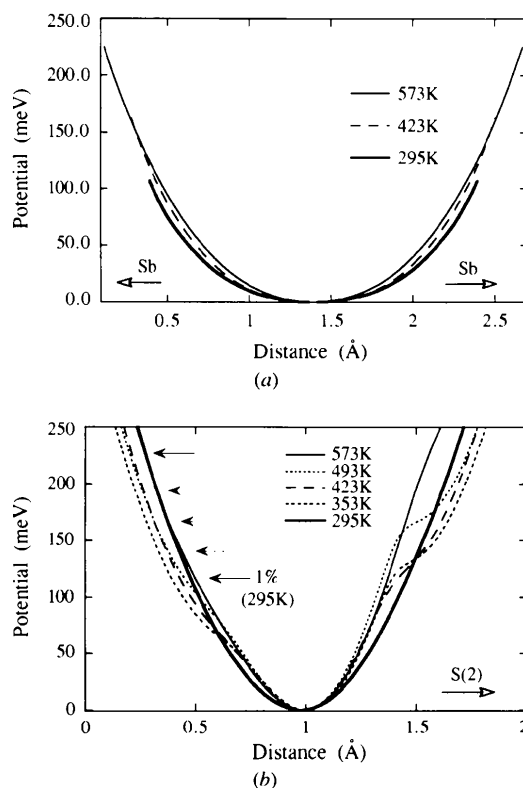 250.0
200.0
150.0
100.0
50.0
0.0
Potential (meV)
573K
423K
295K
Sb
Sb
0.5
1
1.5
2
2.5
Distance (Å)
(a)
250
200
150
100
50
0
Potential (meV)
573K
493K
423K
353K
295K
1%
(295K)
S(2)
0
0.5
1
1.5
2
Distance (Å)
(b)